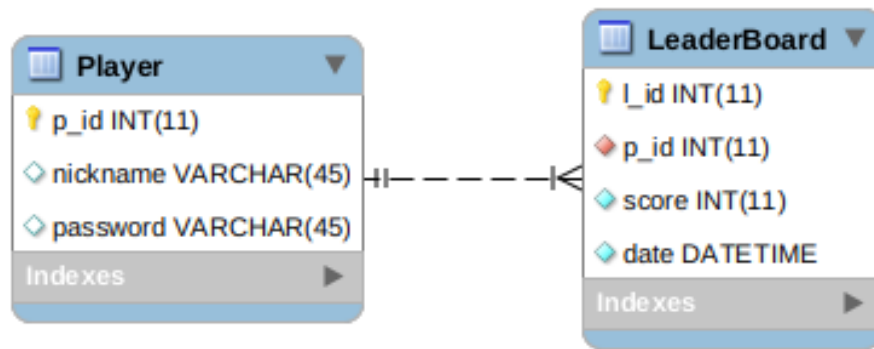 Player
p_id INT(11)
nickname VARCHAR(45)
password VARCHAR(45)
Indexes
LeaderBoard
l_id INT(11)
p_id INT(11)
score INT(11)
date DATETIME
Indexes